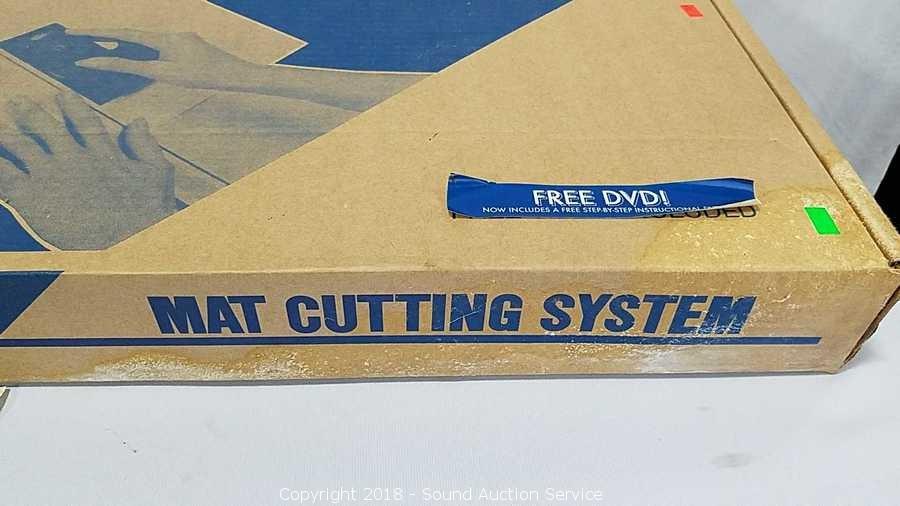 FREE DVD!
NOW INCLUDES A FREE STEP-BY-STEP INSTRUCTIONAL
MAT CUTTING SYSTEM
Copyright 2018 - Sound Auction Service